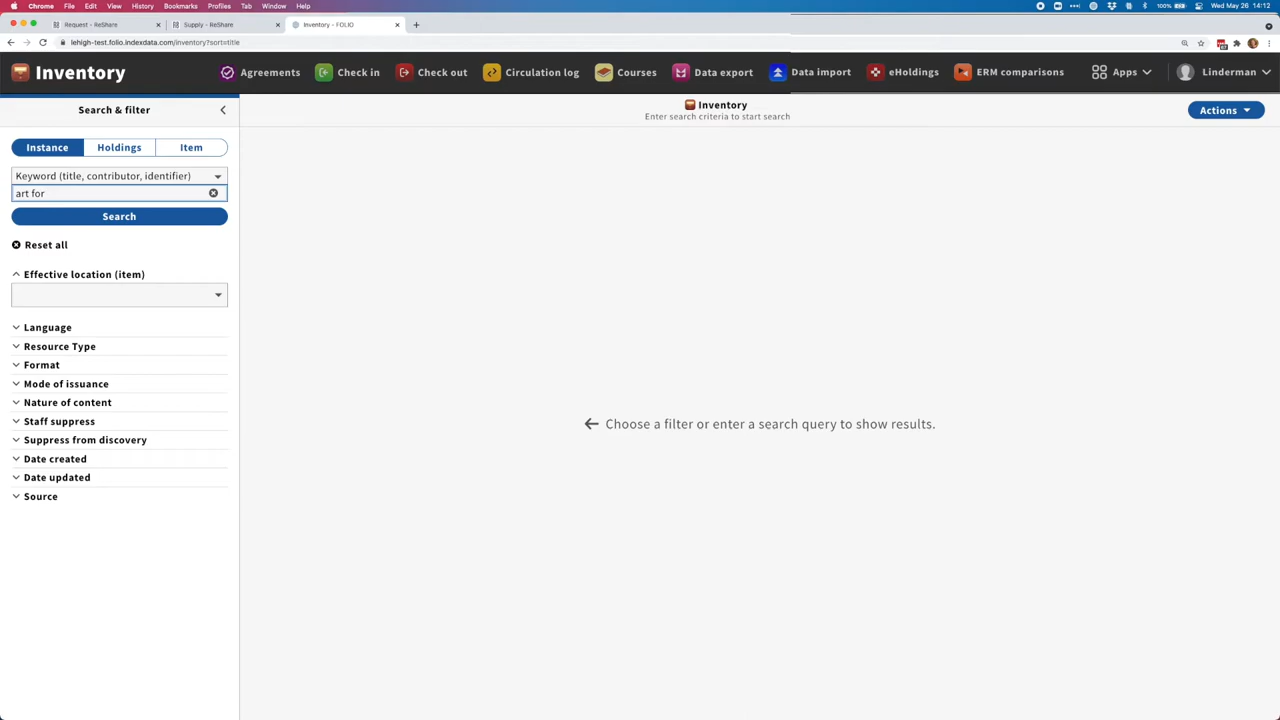 Chrome File Edit View History Bookmarks Profiles Tab Window Help 100% Wed May 26 14:12
Request - ReShare Supply - ReShare Inventory - FOLIO
lehigh-test.folio.indexdata.com/inventory?sort=title
Inventory Agreements Check in Check out Circulation log Courses Data export Data import eHoldings ERM comparisons Apps Linderman
Search & filter
Inventory
Enter search criteria to start search
Actions
Instance Holdings Item
Keyword (title, contributor, identifier)
art for
Search
Reset all
Effective location (item)
Language
Resource Type
Format
Mode of issuance
Nature of content
Staff suppress
Suppress from discovery
Date created
Date updated
Source
Choose a filter or enter a search query to show results.